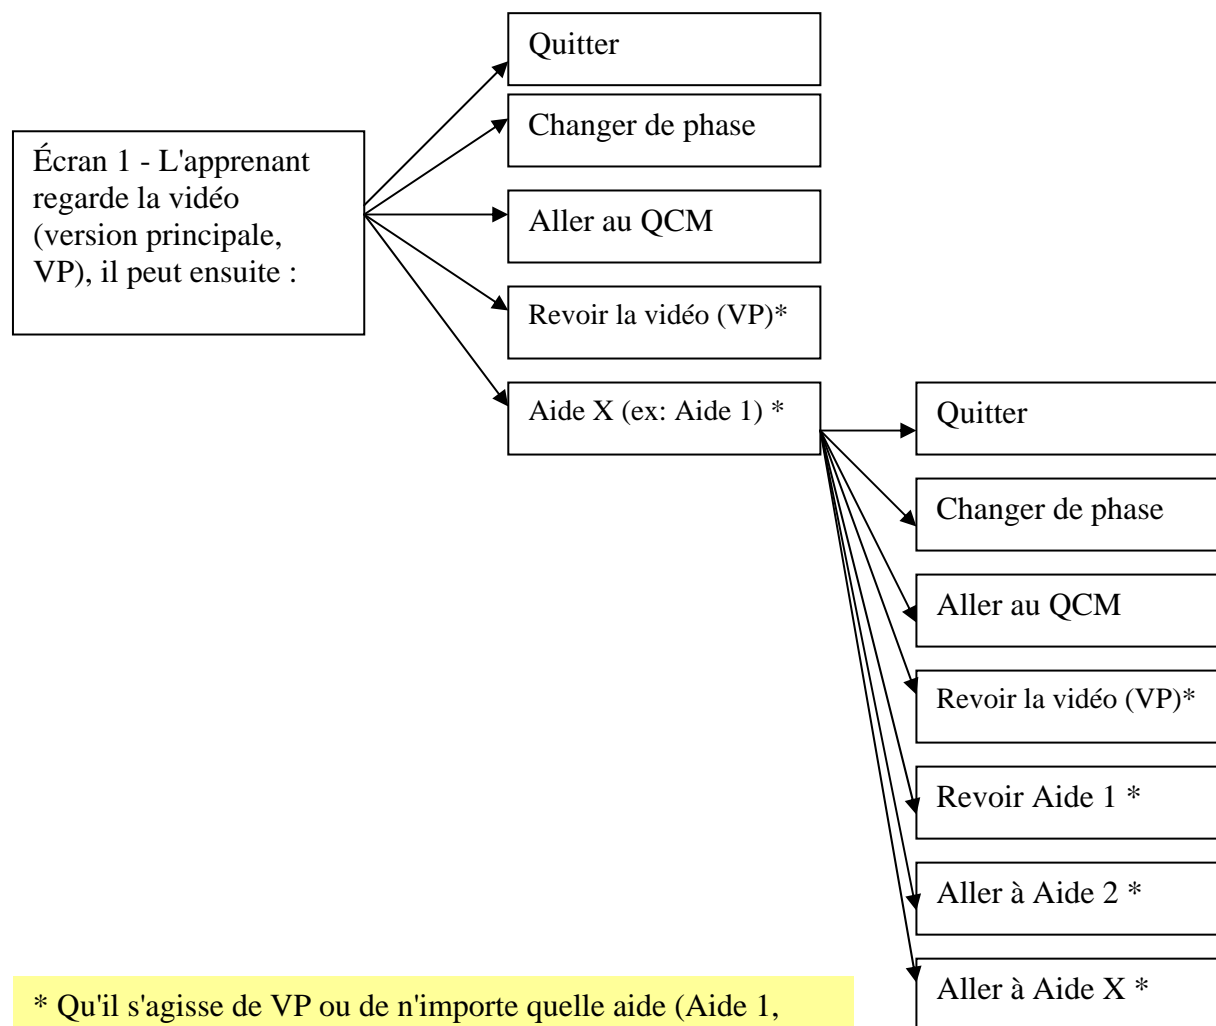 Quitter
Changer de phase
Écran 1 - L'apprenant
regarde la vidéo
(version principale,
VP), il peut ensuite :
Aller au QCM
Revoir la vidéo (VP)*
Aide X (ex: Aide 1) *
Quitter
Changer de phase
Aller au QCM
Revoir la vidéo (VP)*
Revoir Aide 1 *
Aller à Aide 2 *
Aller à Aide X *
* Qu'il s'agisse de VP ou de n'importe quelle aide (Aide 1,